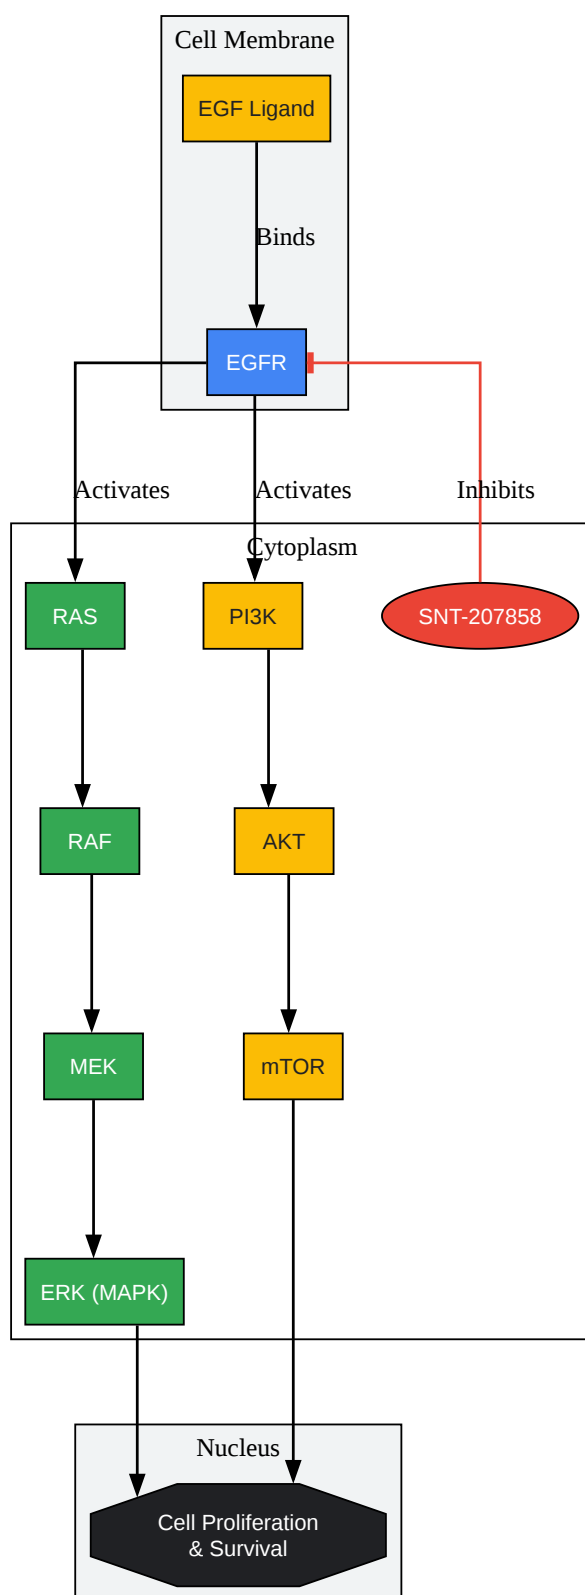 Cell Membrane
EGF Ligand
Binds
EGFR
Activates
Activates
Inhibits
Cytoplasm
RAS
PI3K
SNT-207858
RAF
AKT
MEK
mTOR
ERK (MAPK)
Nucleus
Cell Proliferation
& Survival